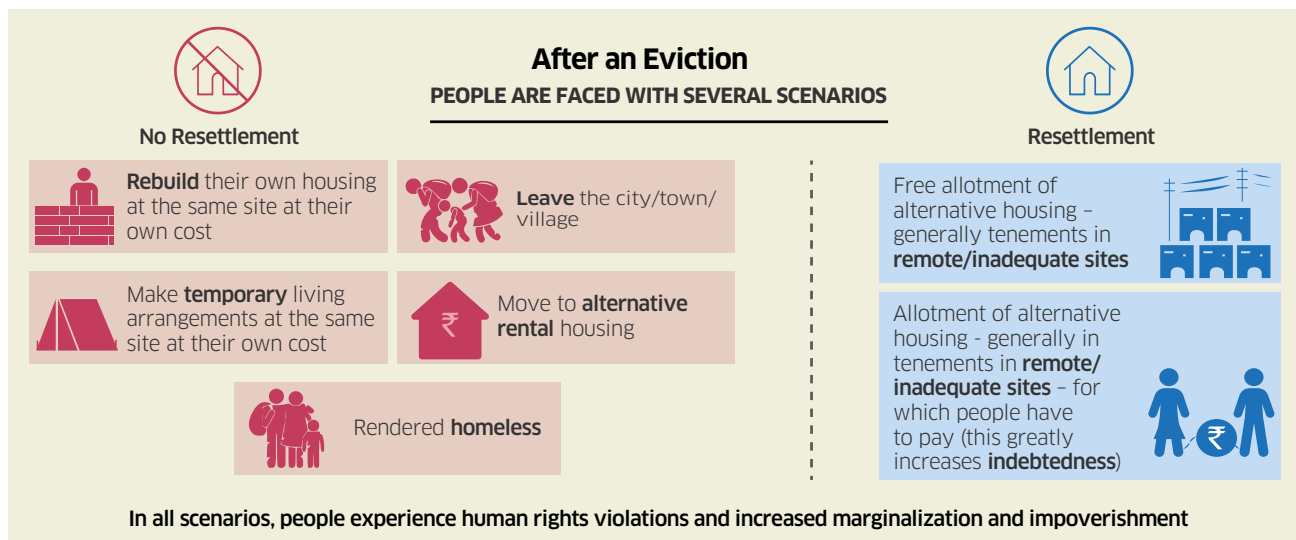 After an Eviction
PEOPLE ARE FACED WITH SEVERAL SCENARIOS
No Resettlement
Rebuild their own housing
at the same site at their
own cost
Leave the city/town/
village
Make temporary living
arrangements at the same
site at their own cost
₹
Move to alternative
rental housing
Rendered homeless
Resettlement
Free allotment of
alternative housing –
generally tenements in
remote/inadequate sites
Allotment of alternative
housing - generally in
tenements in remote/
inadequate sites – for
which people have
to pay (this greatly
increases indebtedness)
₹
In all scenarios, people experience human rights violations and increased marginalization and impoverishment